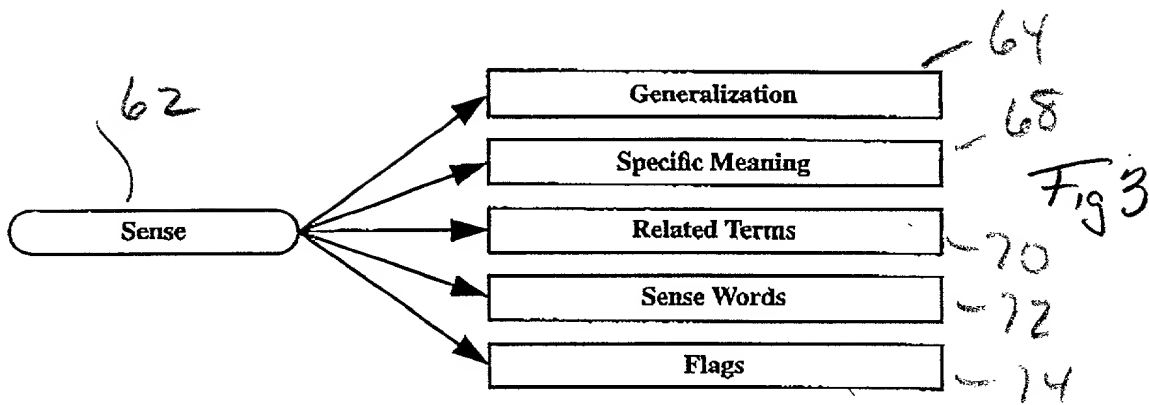 64
Generalization
62
68
Specific Meaning
Fig 3
Sense
Related Terms
70
Sense Words
72
Flags
74